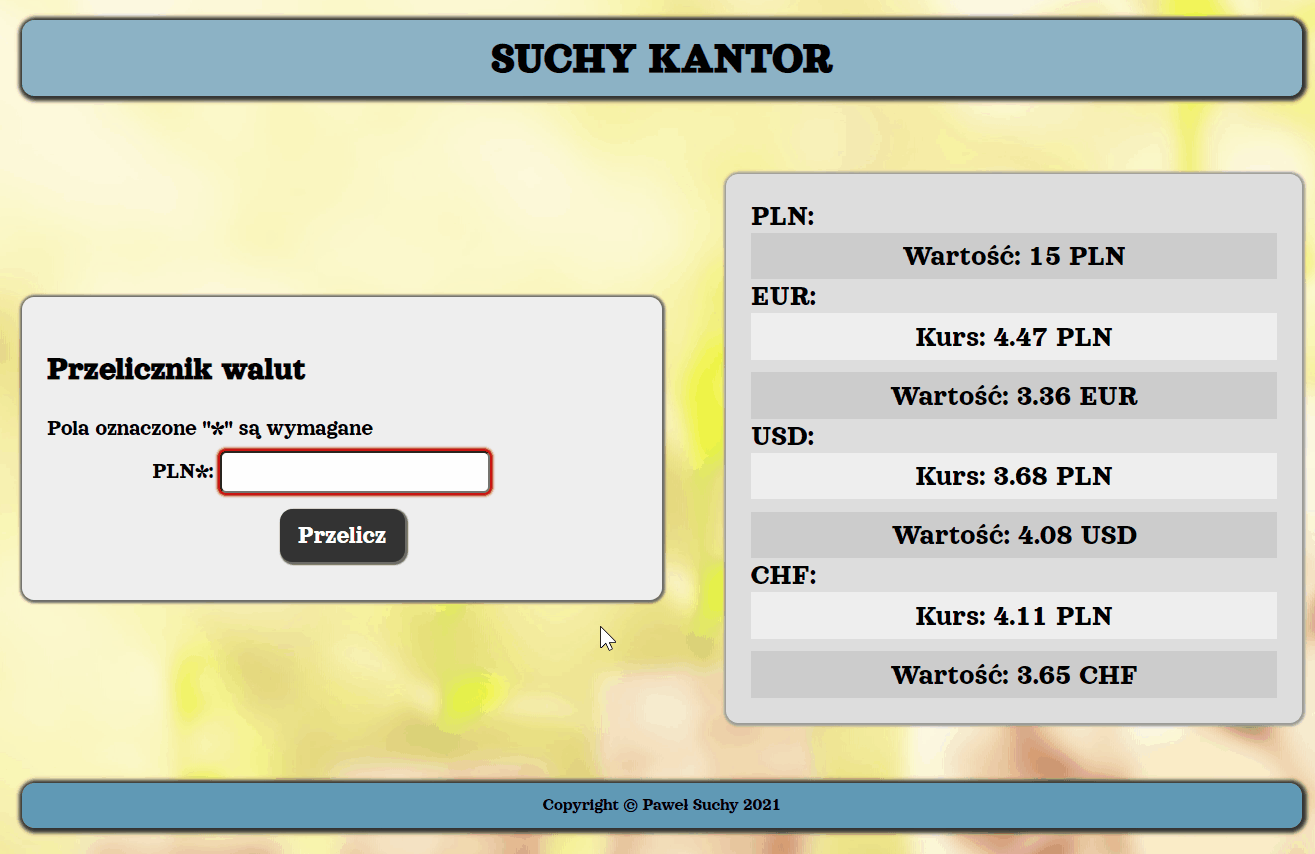 SUCHY KANTOR
Przelicznik walut
Pola oznaczone "*" są wymagane
PLN*:
Przelicz
PLN:
Wartość: 15 PLN
EUR:
Kurs: 4.47 PLN
Wartość: 3.36 EUR
USD:
Kurs: 3.68 PLN
Wartość: 4.08 USD
CHF:
Kurs: 4.11 PLN
Wartość: 3.65 CHF
Copyright © Paweł Suchy 2021